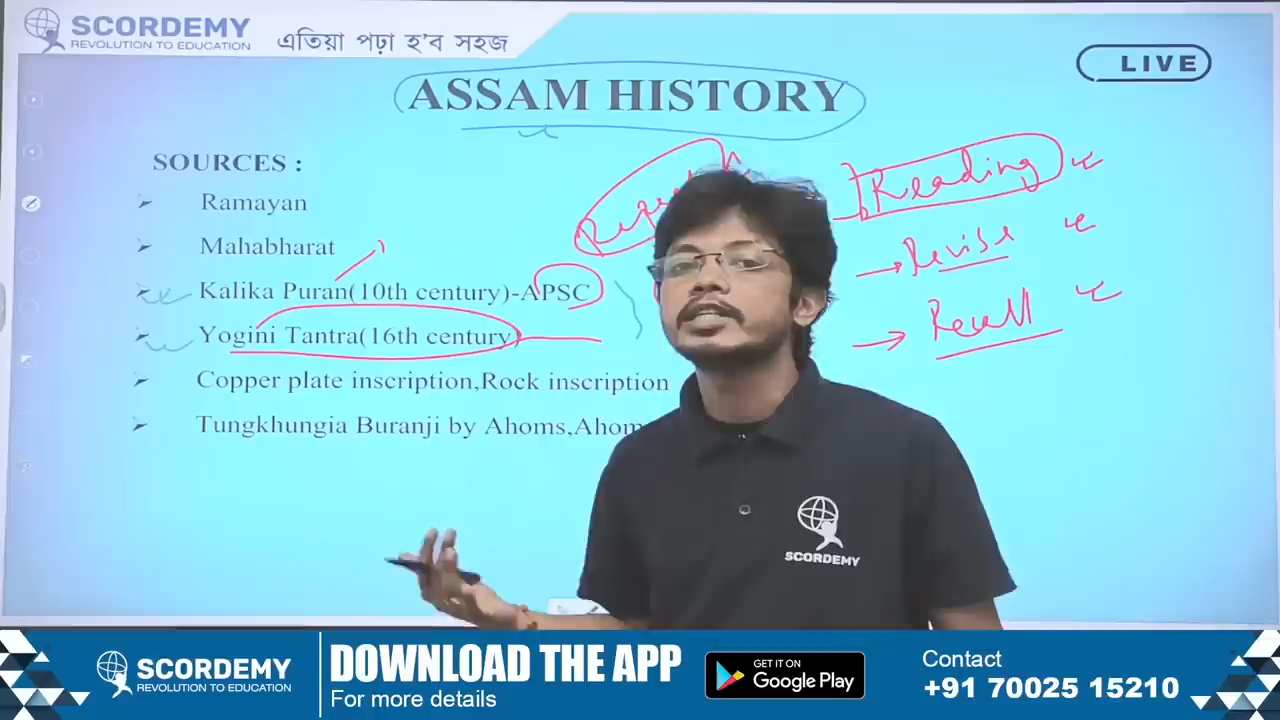 SCORDEMY
REVOLUTION TO EDUCATION
এতিয়া পঢ়া হ'ব সহজ
LIVE
ASSAM HISTORY
SOURCES :
Ramayan
Mahabharat
Kalika Puran(10th century)-APSC
Yogini Tantra(16th century)
Copper plate inscription,Rock inscription
Tungkhungia Buranji by Ahoms,Ahom
Reading
Revise
Recall
SCORDEMY
SCORDEMY
REVOLUTION TO EDUCATION
DOWNLOAD THE APP
For more details
GET IT ON
Google Play
Contact
+91 70025 15210